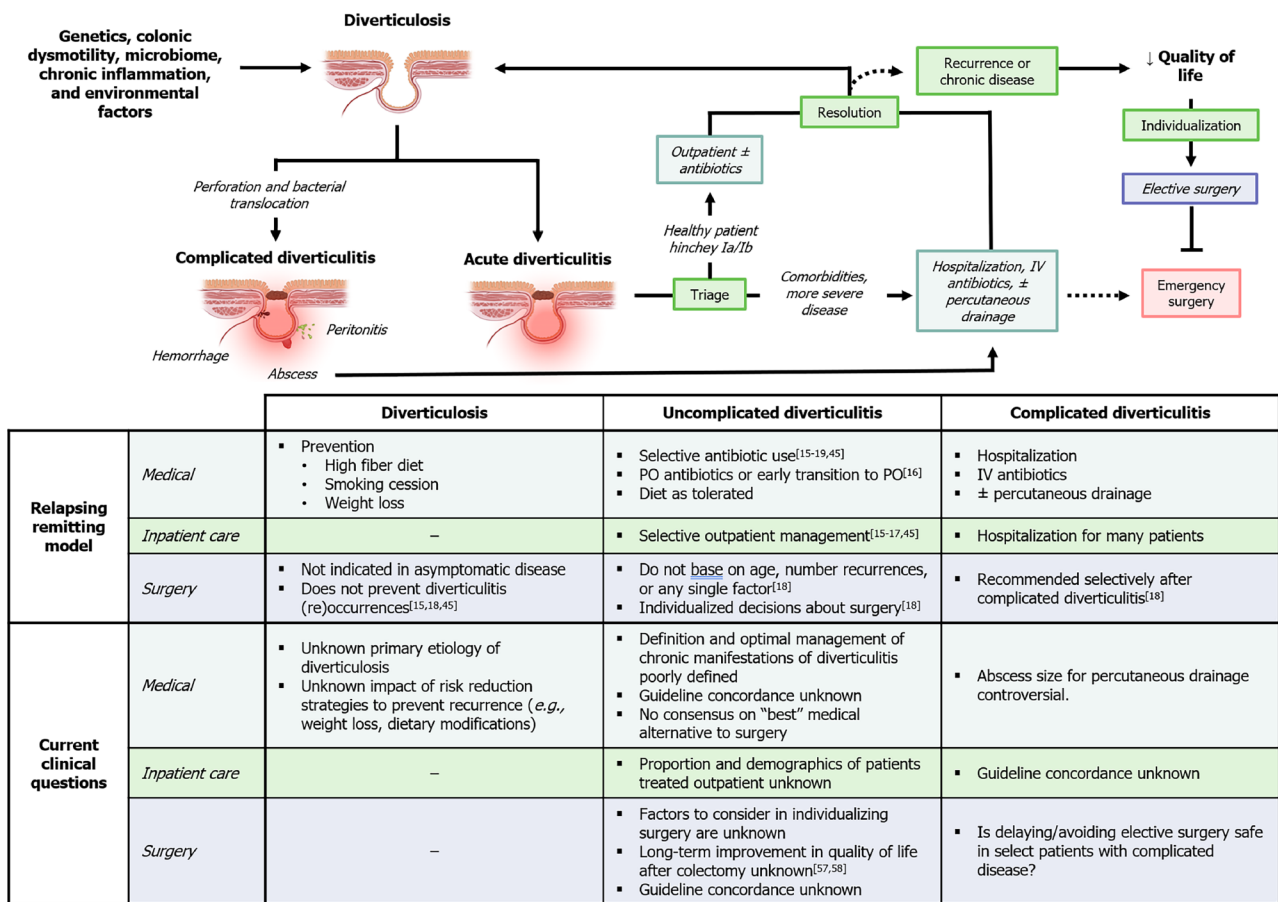 Diverticulosis
Genetics, colonic
dysmotility, microbiome,
chronic inflammation,
and environmental
factors
Recurrence or
chronic disease
↓ Quality of
life
Resolution
Individualization
Outpatient ±
antibiotics
Elective surgery
Perforation and bacterial
translocation
Healthy patient
hinchey Ia/Ib
Complicated diverticulitis
Acute diverticulitis
Triage
Comorbidities,
more severe
disease
Hospitalization, IV
antibiotics, ±
percutaneous
drainage
Emergency
surgery
Peritonitis
Hemorrhage
Abscess
Diverticulosis
Uncomplicated diverticulitis
Complicated diverticulitis
Relapsing
remitting
model
Medical
▪ Prevention
• High fiber diet
• Smoking cession
• Weight loss
▪ Selective antibiotic use[15-19,45]
▪ PO antibiotics or early transition to PO[16]
▪ Diet as tolerated
▪ Hospitalization
▪ IV antibiotics
▪ ± percutaneous drainage
Inpatient care
–
▪ Selective outpatient management[15-17,45]
▪ Hospitalization for many patients
Surgery
▪ Not indicated in asymptomatic disease
▪ Does not prevent diverticulitis
(re)occurrences[15,18,45]
▪ Do not base on age, number recurrences,
or any single factor[18]
▪ Individualized decisions about surgery[18]
▪ Recommended selectively after
complicated diverticulitis[18]
Current
clinical
questions
Medical
▪ Unknown primary etiology of
diverticulosis
▪ Unknown impact of risk reduction
strategies to prevent recurrence (e.g.,
weight loss, dietary modifications)
▪ Definition and optimal management of
chronic manifestations of diverticulitis
poorly defined
▪ Guideline concordance unknown
▪ No consensus on “best” medical
alternative to surgery
▪ Abscess size for percutaneous drainage
controversial.
Inpatient care
–
▪ Proportion and demographics of patients
treated outpatient unknown
▪ Guideline concordance unknown
Surgery
–
▪ Factors to consider in individualizing
surgery are unknown
▪ Long-term improvement in quality of life
after colectomy unknown[57,58]
▪ Guideline concordance unknown
▪ Is delaying/avoiding elective surgery safe
in select patients with complicated
disease?